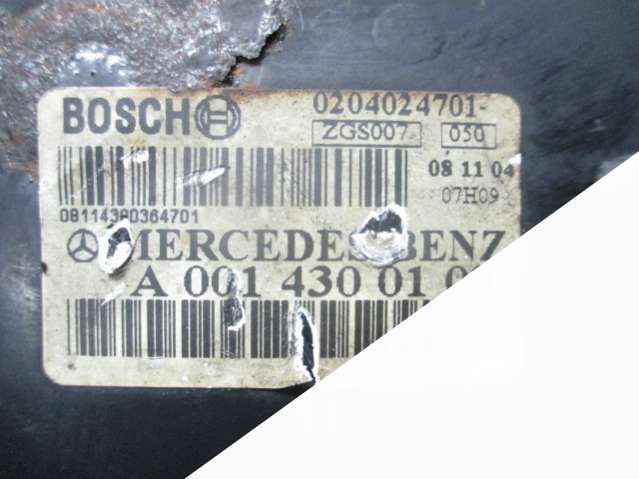 BOSCH 0204024701-
ZGS007 050
08 11 04
07H09
MERCEDES BENZ
A 001 430 01